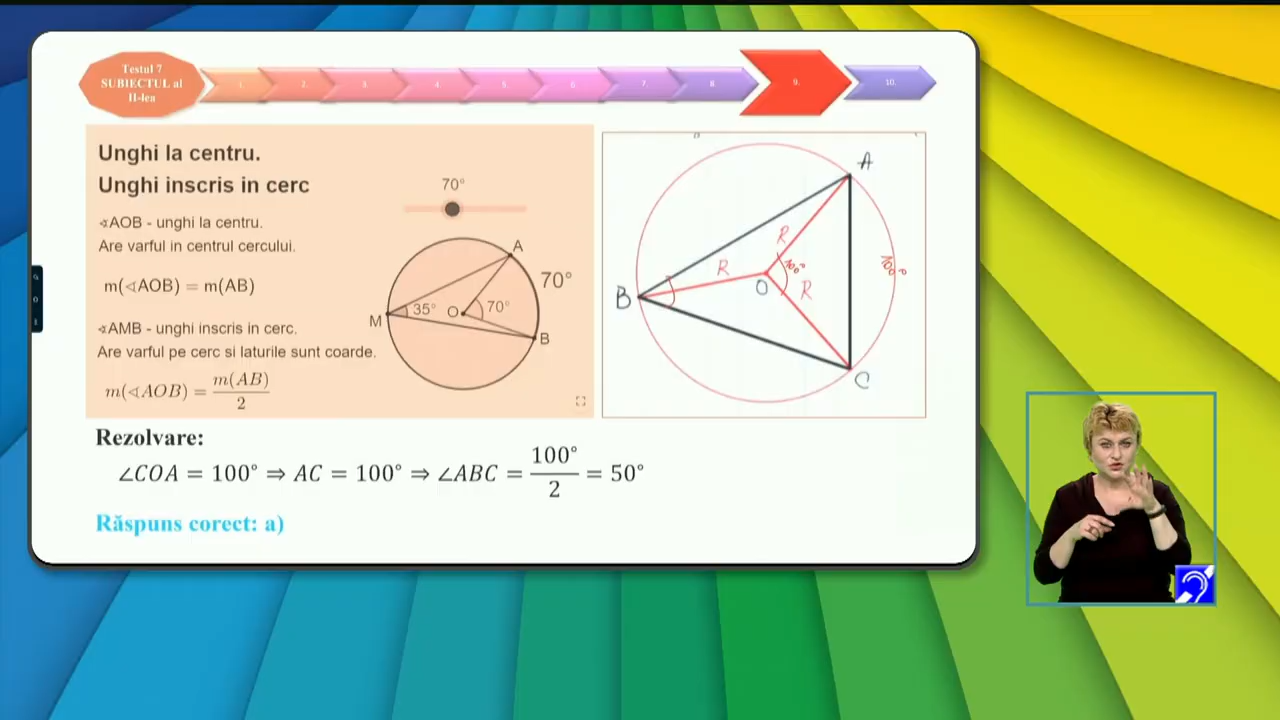 Testul 7
SUBIECTUL al
II-lea
1.
2.
3.
4.
5.
6
7.
8.
9.
10.
Unghi la centru.
Unghi inscris in cerc
∢AOB - unghi la centru.
Are varful in centrul cercului.
m(∢AOB) = m(AB)
∢AMB - unghi inscris in cerc.
Are varful pe cerc si laturile sunt coarde.
m(∢AOB) = m(AB)/2
70°
A
70°
M
35°
O
70°
B
A
R
100°
100°
R
B
O
R
C
Rezolvare:
∠COA = 100° ⇒ AC = 100° ⇒ ∠ABC = 100°/2 = 50°
Răspuns corect: a)